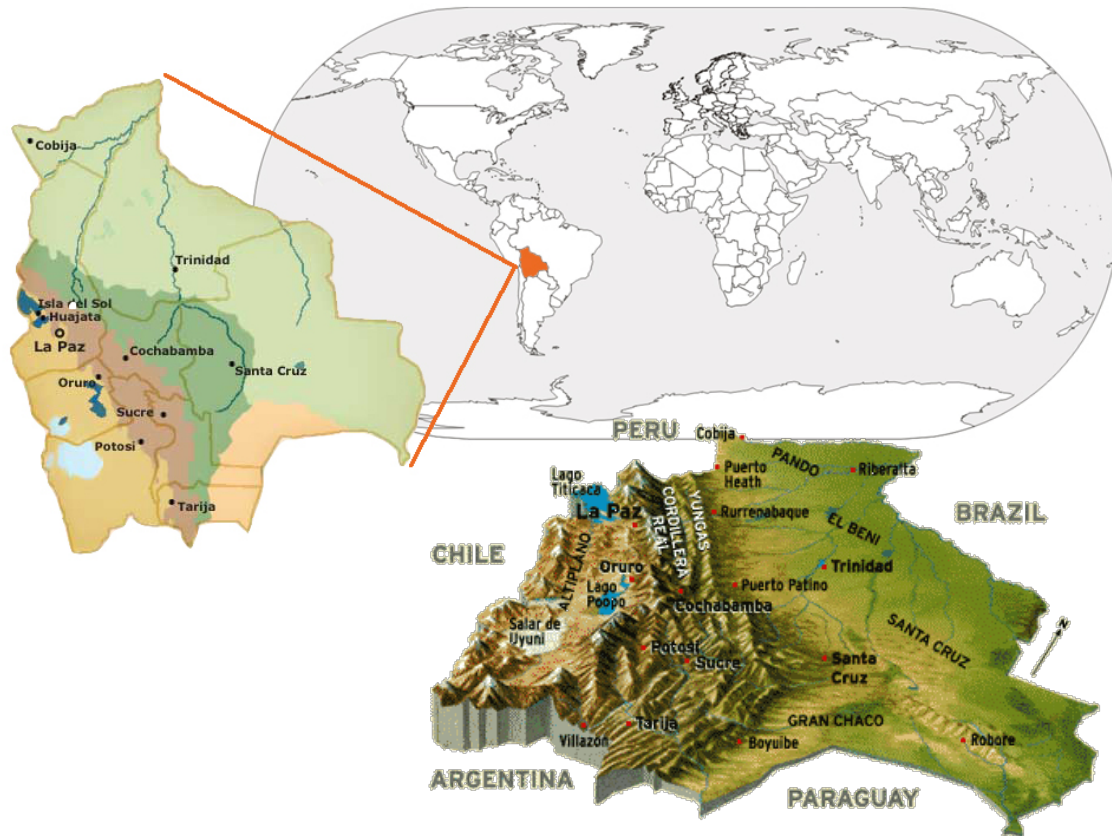 Cobija
Trinidad
Isla del Sol
Huajata
La Paz
Cochabamba
Santa Cruz
Oruro
Sucre
Potosi
Tarija
PERU
Cobija
PANDO
Puerto
Heath
Riberalta
Lago
Titicaca
La Paz
CORDILLERA
REAL
YUNGAS
Rurrenabaque
EL BENI
BRAZIL
CHILE
ALTIPLANO
Oruro
Lago
Poopo
Trinidad
Puerto Patino
Cochabamba
Salar de
Uyuni
SANTA CRUZ
N
Potosí
Sucre
Santa
Cruz
GRAN CHACO
Villazón
Tarija
Boyuibe
Robore
ARGENTINA
PARAGUAY